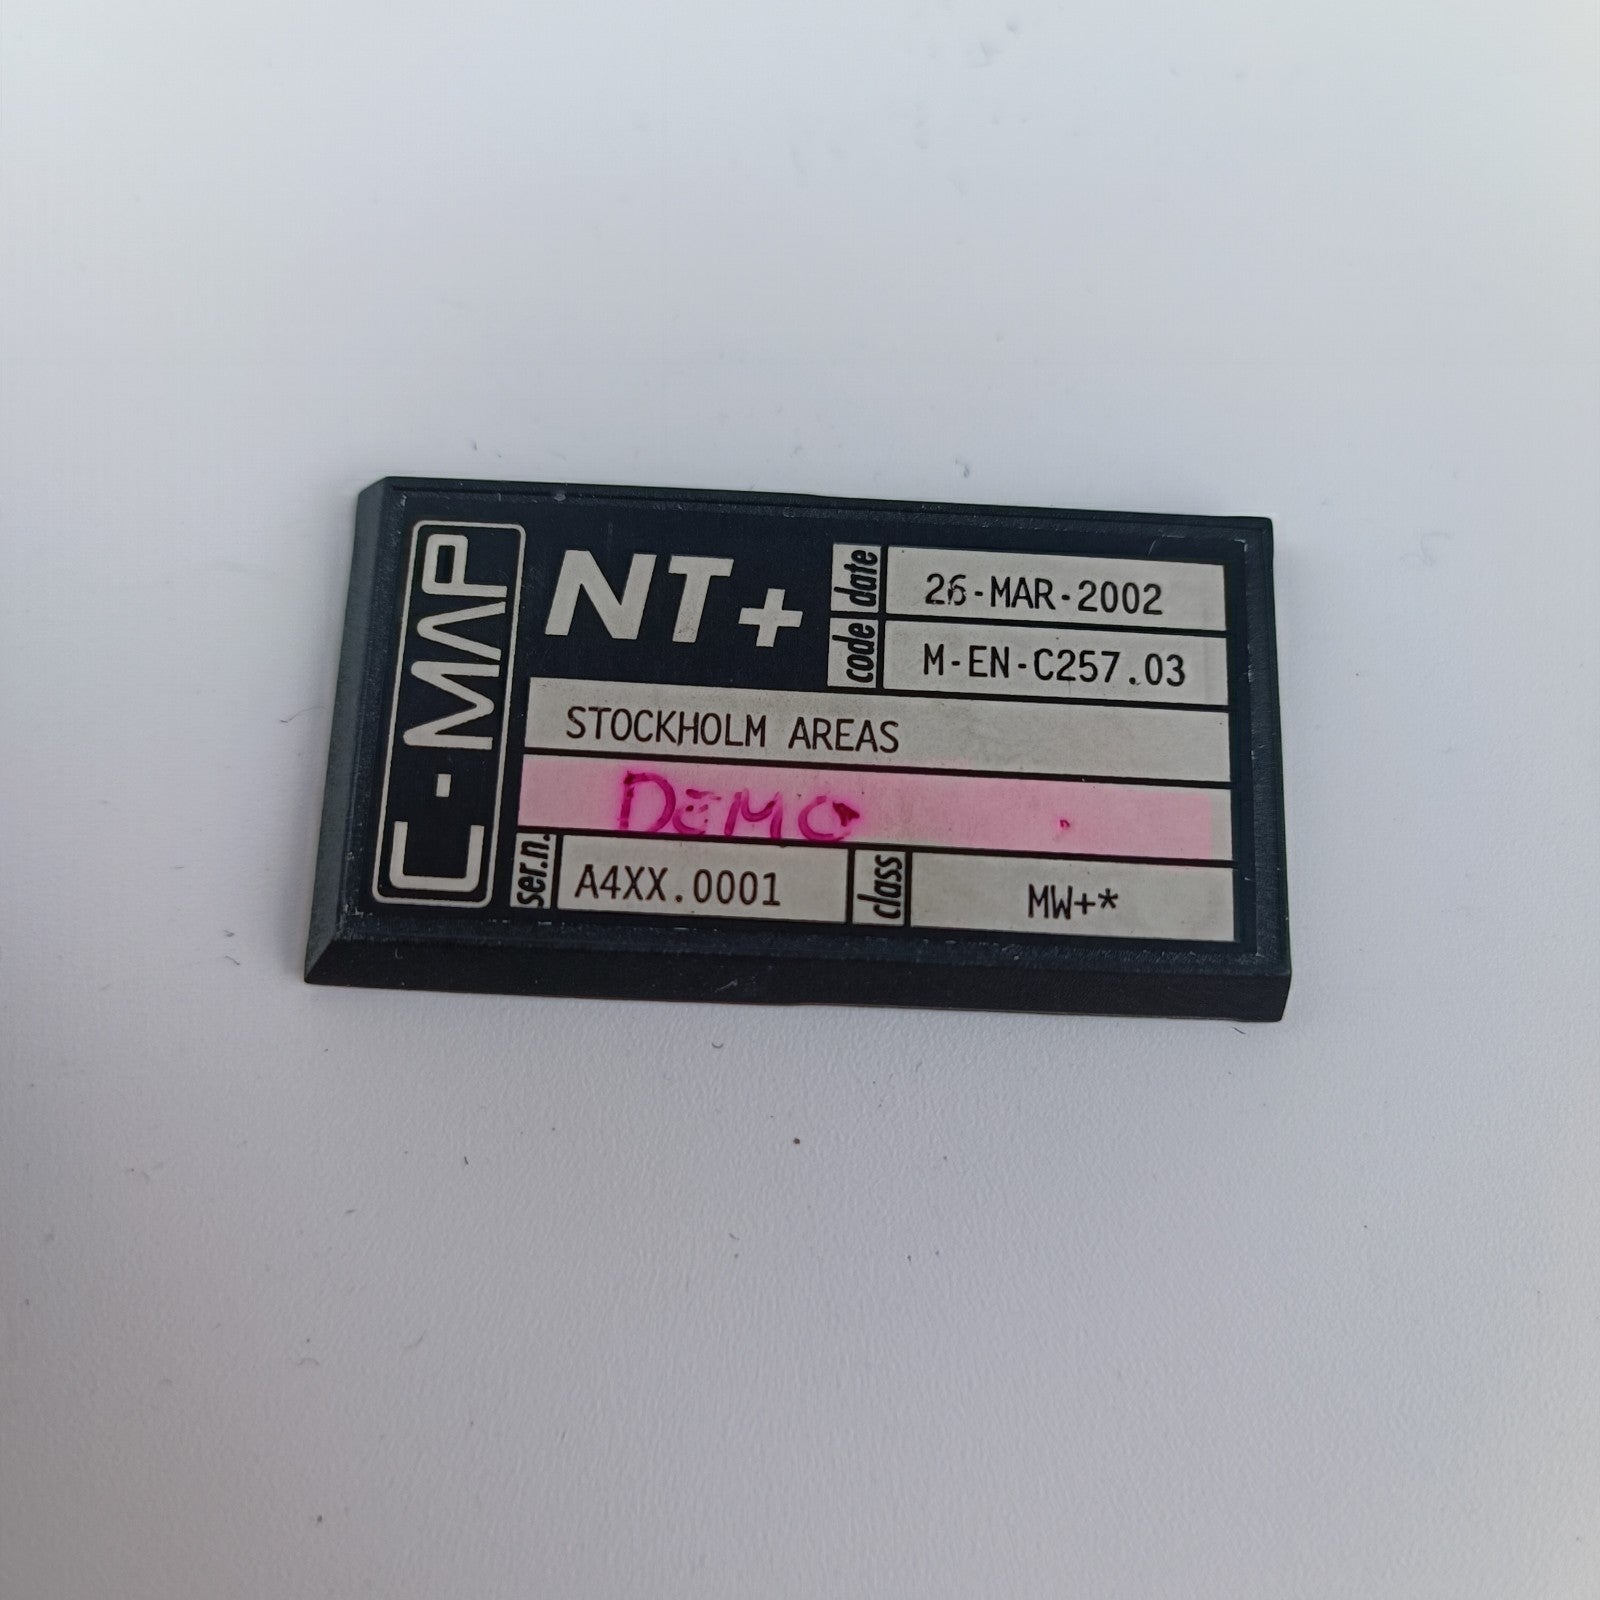 C-MAP
NT+
date 26-MAR-2002
code M-EN-C257.03
STOCKHOLM AREAS
DEMO
ser.n. A4XX.0001 class MW+*